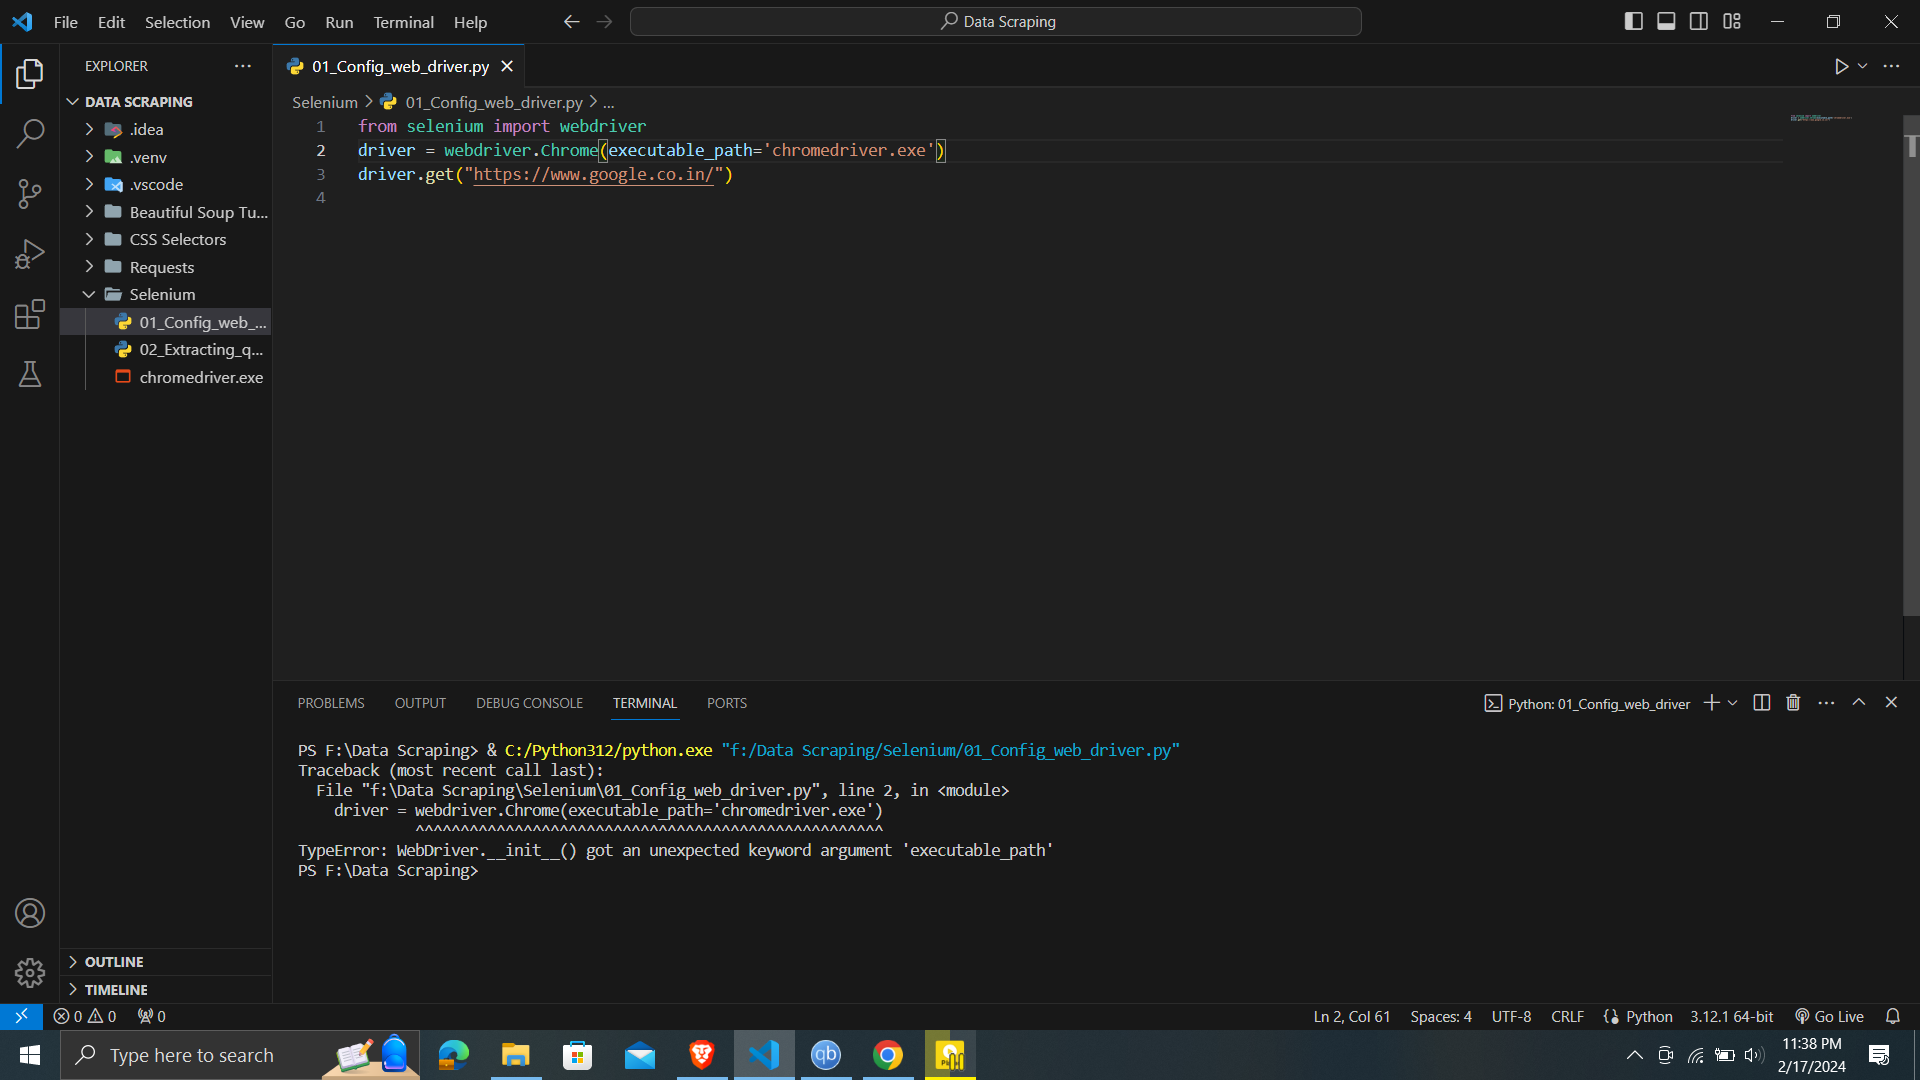 File Edit Selection View Go Run Terminal Help
Data Scraping
EXPLORER
DATA SCRAPING
.idea
.venv
.vscode
Beautiful Soup Tu...
CSS Selectors
Requests
Selenium
01_Config_web_...
02_Extracting_q...
chromedriver.exe
OUTLINE
TIMELINE
01_Config_web_driver.py
Selenium > 01_Config_web_driver.py > ...
1 from selenium import webdriver
2 driver = webdriver.Chrome(executable_path='chromedriver.exe')
3 driver.get("https://www.google.co.in/")
4
PROBLEMS OUTPUT DEBUG CONSOLE TERMINAL PORTS
Python: 01_Config_web_driver
PS F:\Data Scraping> & C:/Python312/python.exe "f:/Data Scraping/Selenium/01_Config_web_driver.py"
Traceback (most recent call last):
File "f:\Data Scraping\Selenium\01_Config_web_driver.py", line 2, in <module>
driver = webdriver.Chrome(executable_path='chromedriver.exe')
^^^^^^^^^^^^^^^^^^^^^^^^^^^^^^^^^^^^^^^^^^^^^^^^^^^^
TypeError: WebDriver.__init__() got an unexpected keyword argument 'executable_path'
PS F:\Data Scraping>
0 0 0
Ln 2, Col 61 Spaces: 4 UTF-8 CRLF Python 3.12.1 64-bit Go Live
Type here to search
qb
11:38 PM
2/17/2024